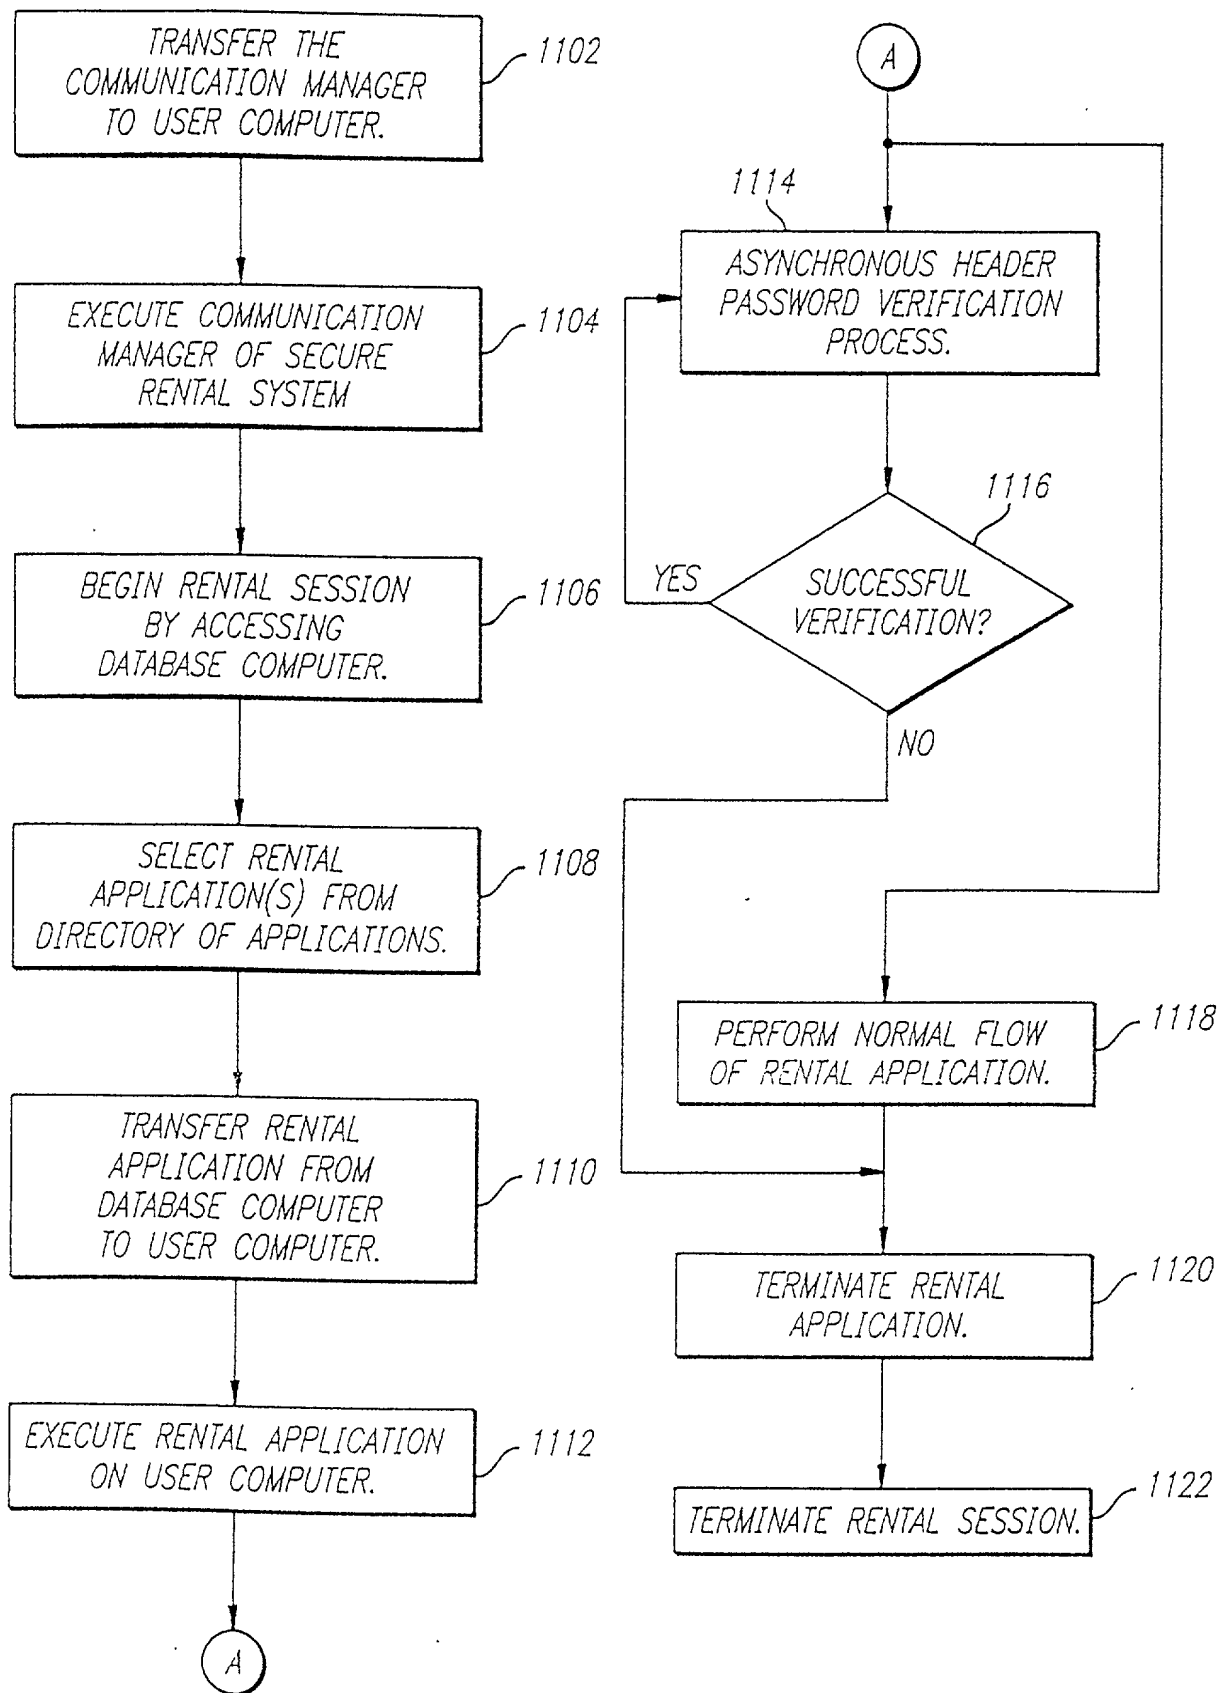 TRANSFER THE
COMMUNICATION MANAGER
TO USER COMPUTER.
1102
EXECUTE COMMUNICATION
MANAGER OF SECURE
RENTAL SYSTEM
1104
BEGIN RENTAL SESSION
BY ACCESSING
DATABASE COMPUTER.
1106
SELECT RENTAL
APPLICATION(S) FROM
DIRECTORY OF APPLICATIONS.
1108
TRANSFER RENTAL
APPLICATION FROM
DATABASE COMPUTER
TO USER COMPUTER.
1110
EXECUTE RENTAL APPLICATION
ON USER COMPUTER.
1112
A
A
1114
ASYNCHRONOUS HEADER
PASSWORD VERIFICATION
PROCESS.
1116
SUCCESSFUL
VERIFICATION?
YES
NO
PERFORM NORMAL FLOW
OF RENTAL APPLICATION.
1118
TERMINATE RENTAL
APPLICATION.
1120
TERMINATE RENTAL SESSION.
1122